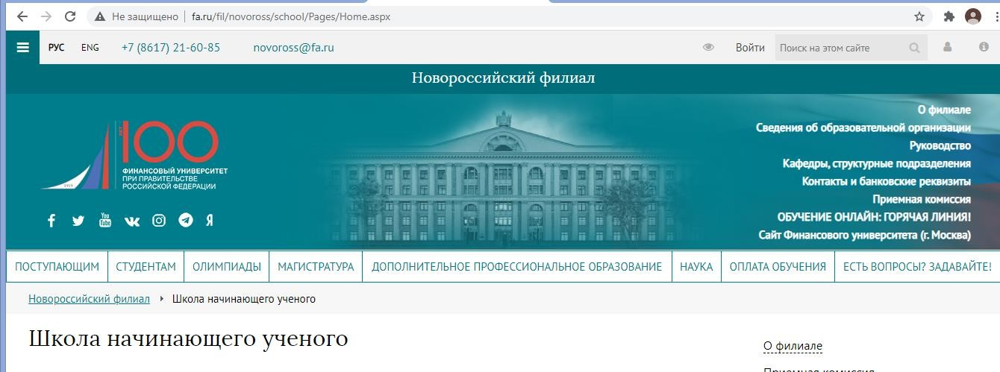 Не защищено fa.ru/fil/novoross/school/Pages/Home.aspx
РУС ENG +7 (8617) 21-60-85 novoross@fa.ru Войти Поиск на этом сайте
Новороссийский филиал
О филиале
Сведения об образовательной организации
Руководство
Кафедры, структурные подразделения
Контакты и банковские реквизиты
Приемная комиссия
ОБУЧЕНИЕ ОНЛАЙН: ГОРЯЧАЯ ЛИНИЯ!
Сайт Финансового университета (г. Москва)
ЛЕТ 100
ФИНАНСОВЫЙ УНИВЕРСИТЕТ
ПРИ ПРАВИТЕЛЬСТВЕ
РОССИЙСКОЙ ФЕДЕРАЦИИ
1919
You Tube Я
ПОСТУПАЮЩИМ СТУДЕНТАМ ОЛИМПИАДЫ МАГИСТРАТУРА ДОПОЛНИТЕЛЬНОЕ ПРОФЕССИОНАЛЬНОЕ ОБРАЗОВАНИЕ НАУКА ОПЛАТА ОБУЧЕНИЯ ЕСТЬ ВОПРОСЫ? ЗАДАВАЙТЕ!
Новороссийский филиал Школа начинающего ученого
Школа начинающего ученого
О филиале
Приемная комиссия